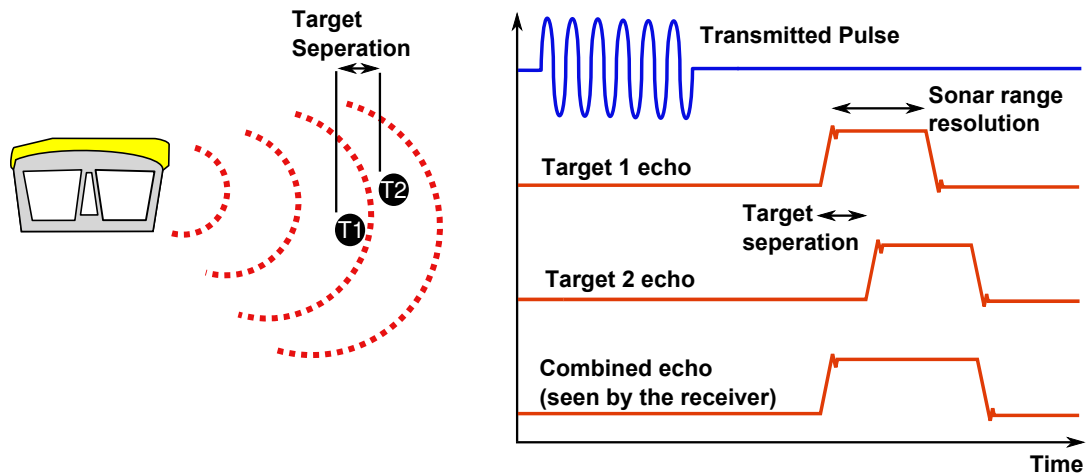 Target
Seperation
T1
T2
Transmitted Pulse
Sonar range
resolution
Target 1 echo
Target
seperation
Target 2 echo
Combined echo
(seen by the receiver)
Time